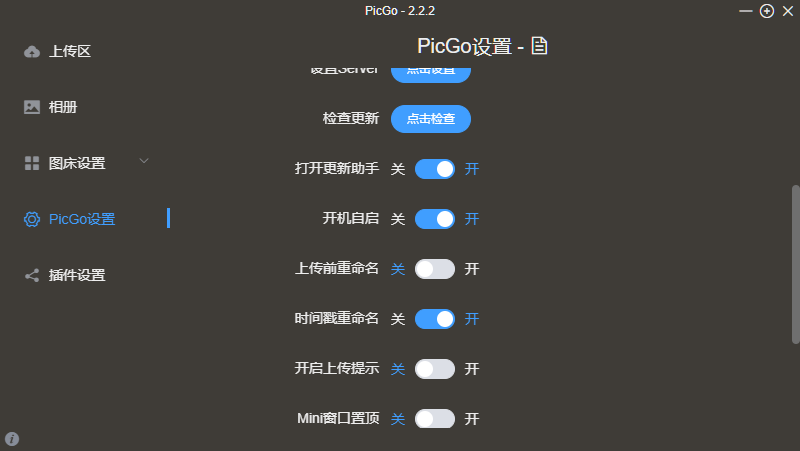 PicGo - 2.2.2
PicGo设置 -
上传区
相册
图床设置
PicGo设置
插件设置
设置Server 点击设置
检查更新 点击检查
打开更新助手 关 开
开机自启 关 开
上传前重命名 关 开
时间戳重命名 关 开
开启上传提示 关 开
Mini窗口置顶 关 开